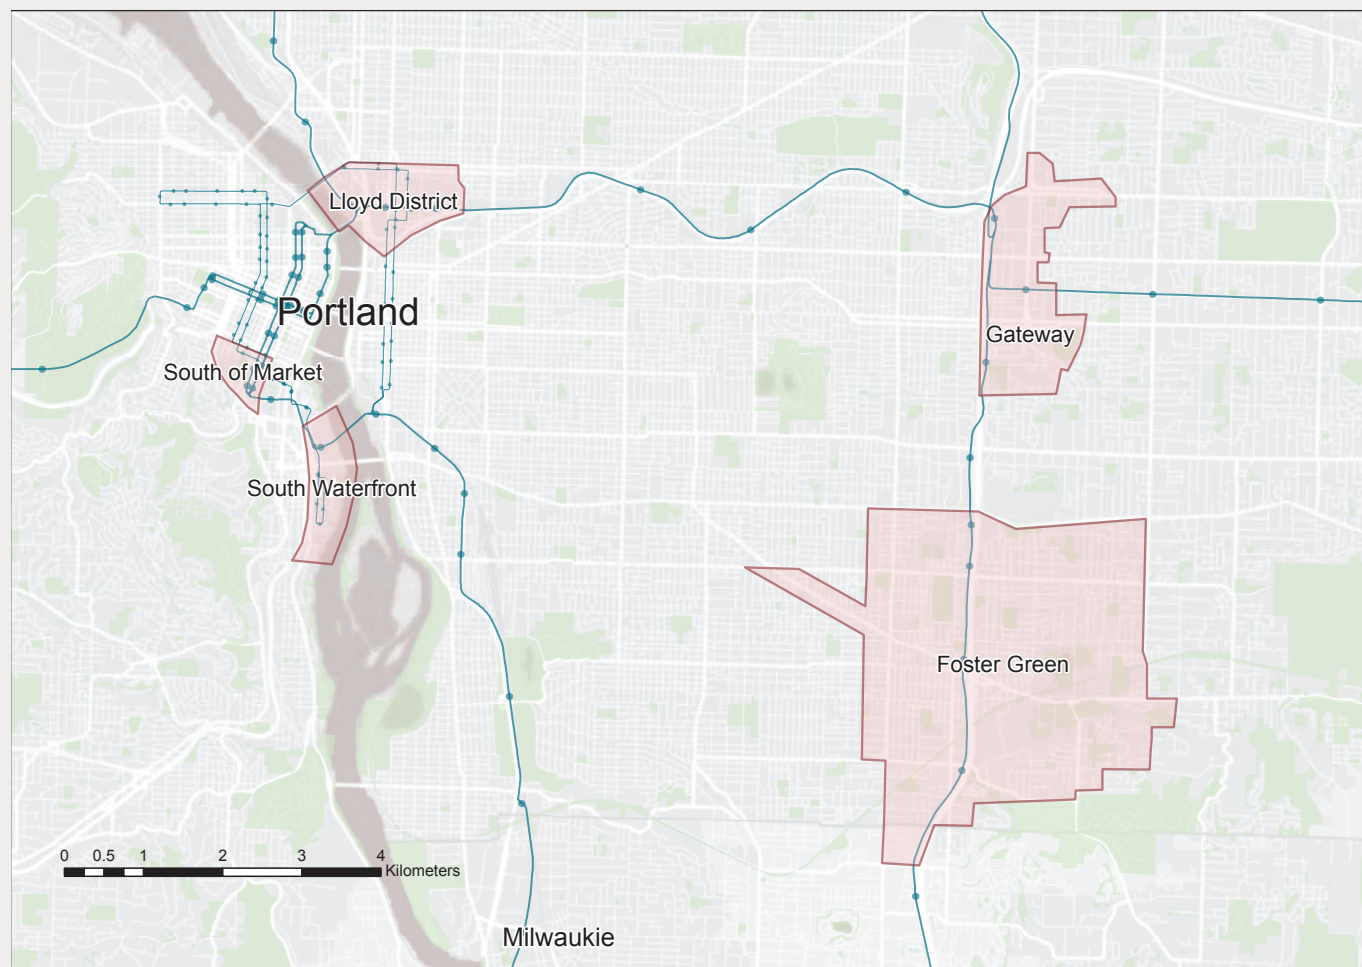 Lloyd District
Portland
Gateway
South of Market
South Waterfront
Foster Green
0 0.5 1 2 3 4
Kilometers
Milwaukie